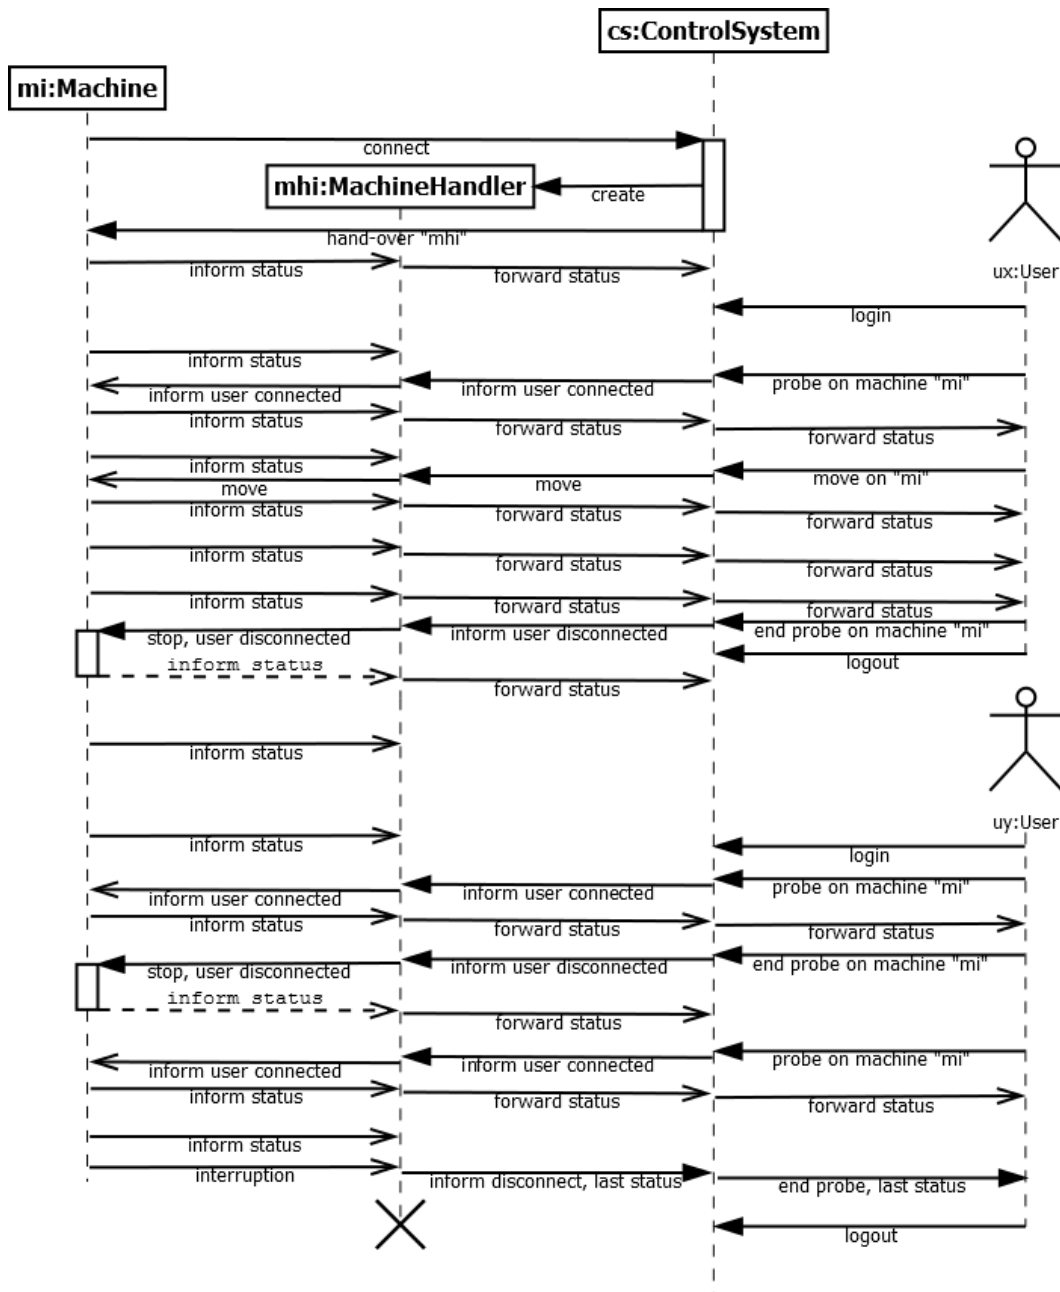 cs:ControlSystem
mi:Machine
connect
mhi:MachineHandler
create
hand-over "mhi"
inform status
forward status
ux:User
login
inform status
inform user connected
inform user connected
probe on machine "mi"
inform status
forward status
forward status
inform status
move
move
move on "mi"
inform status
forward status
forward status
inform status
forward status
forward status
inform status
forward status
forward status
stop, user disconnected
inform user disconnected
end probe on machine "mi"
inform status
forward status
logout
inform status
uy:User
inform status
login
inform user connected
inform user connected
probe on machine "mi"
inform status
forward status
forward status
stop, user disconnected
inform user disconnected
end probe on machine "mi"
inform status
forward status
inform user connected
inform user connected
probe on machine "mi"
inform status
forward status
forward status
inform status
interruption
inform disconnect, last status
end probe, last status
logout